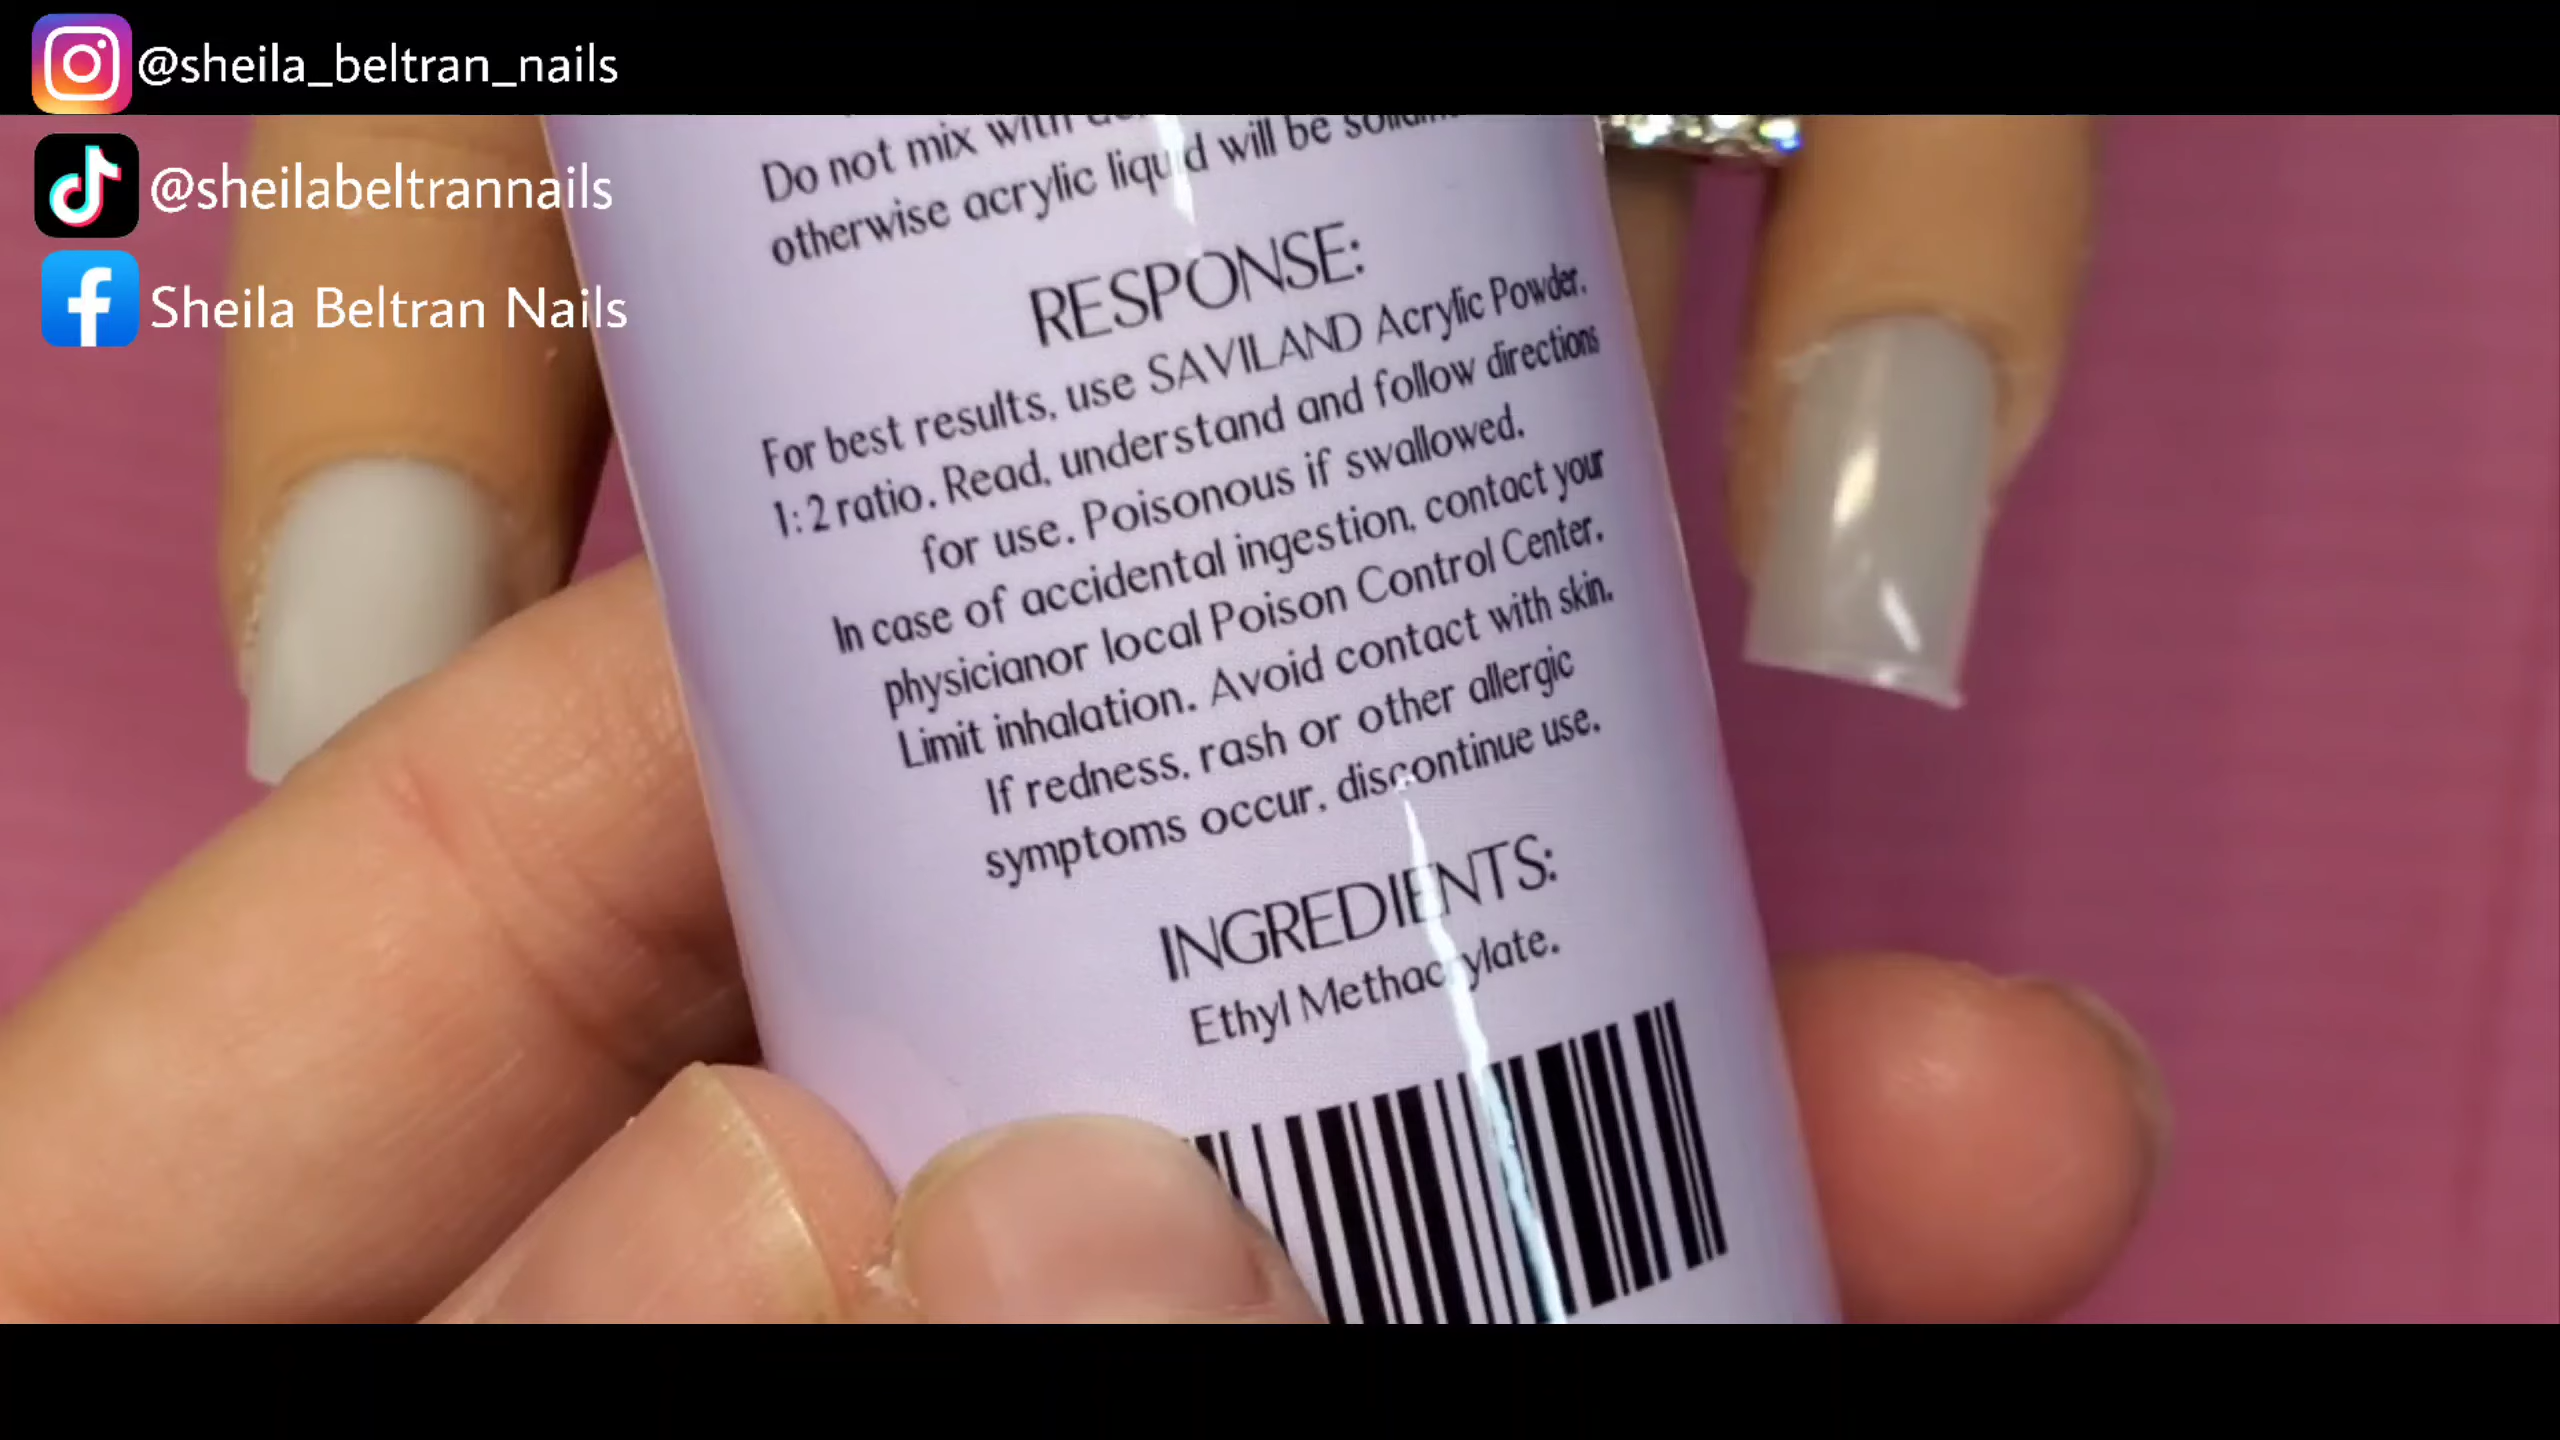 @sheila_beltran_nails
@sheilabeltrannails
Sheila Beltran Nails
Do not mix with
otherwise acrylic liquid will be
RESPONSE:
For best results, use SAVILAND Acrylic Powder.
1:2 ratio. Read, understand and follow directions
for use. Poisonous if swallowed.
In case of accidental ingestion, contact your
physicianor local Poison Control Center.
Limit inhalation. Avoid contact with skin.
If redness, rash or other allergic
symptoms occur, discontinue use.
INGREDIENTS:
Ethyl Methacrylate.